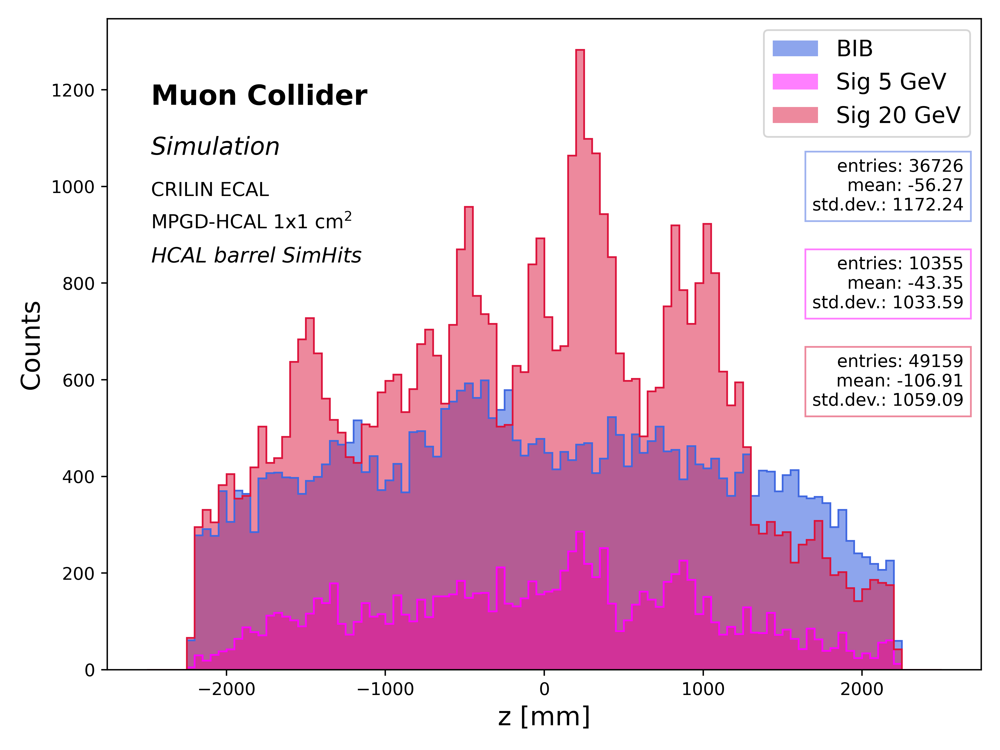 Muon Collider
Simulation
CRILIN ECAL
MPGD-HCAL 1x1 cm²
HCAL barrel SimHits
BIB
Sig 5 GeV
Sig 20 GeV
entries: 36726
mean: -56.27
std.dev.: 1172.24
entries: 10355
mean: -43.35
std.dev.: 1033.59
entries: 49159
mean: -106.91
std.dev.: 1059.09
Counts
1200
1000
800
600
400
200
0
−2000 −1000 0 1000 2000
z [mm]